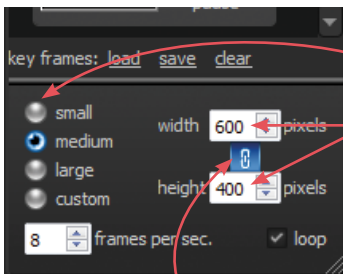 pause
key frames: load save clear
small
medium
large
custom
width 600 pixels
height 400 pixels
8 frames per sec.
loop